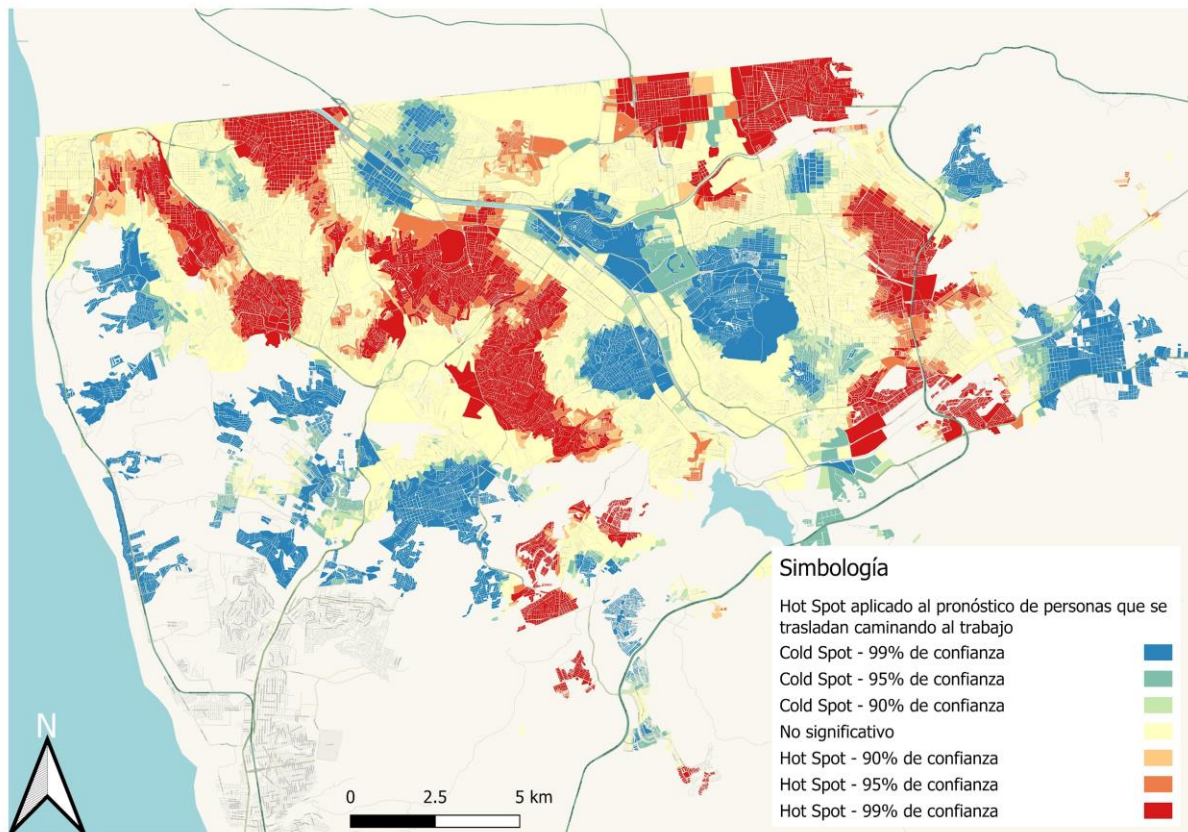 Simbología
Hot Spot aplicado al pronóstico de personas que se
trasladan caminando al trabajo
Cold Spot - 99% de confianza
Cold Spot - 95% de confianza
Cold Spot - 90% de confianza
No significativo
Hot Spot - 90% de confianza
Hot Spot - 95% de confianza
Hot Spot - 99% de confianza
N
0 2.5 5 km